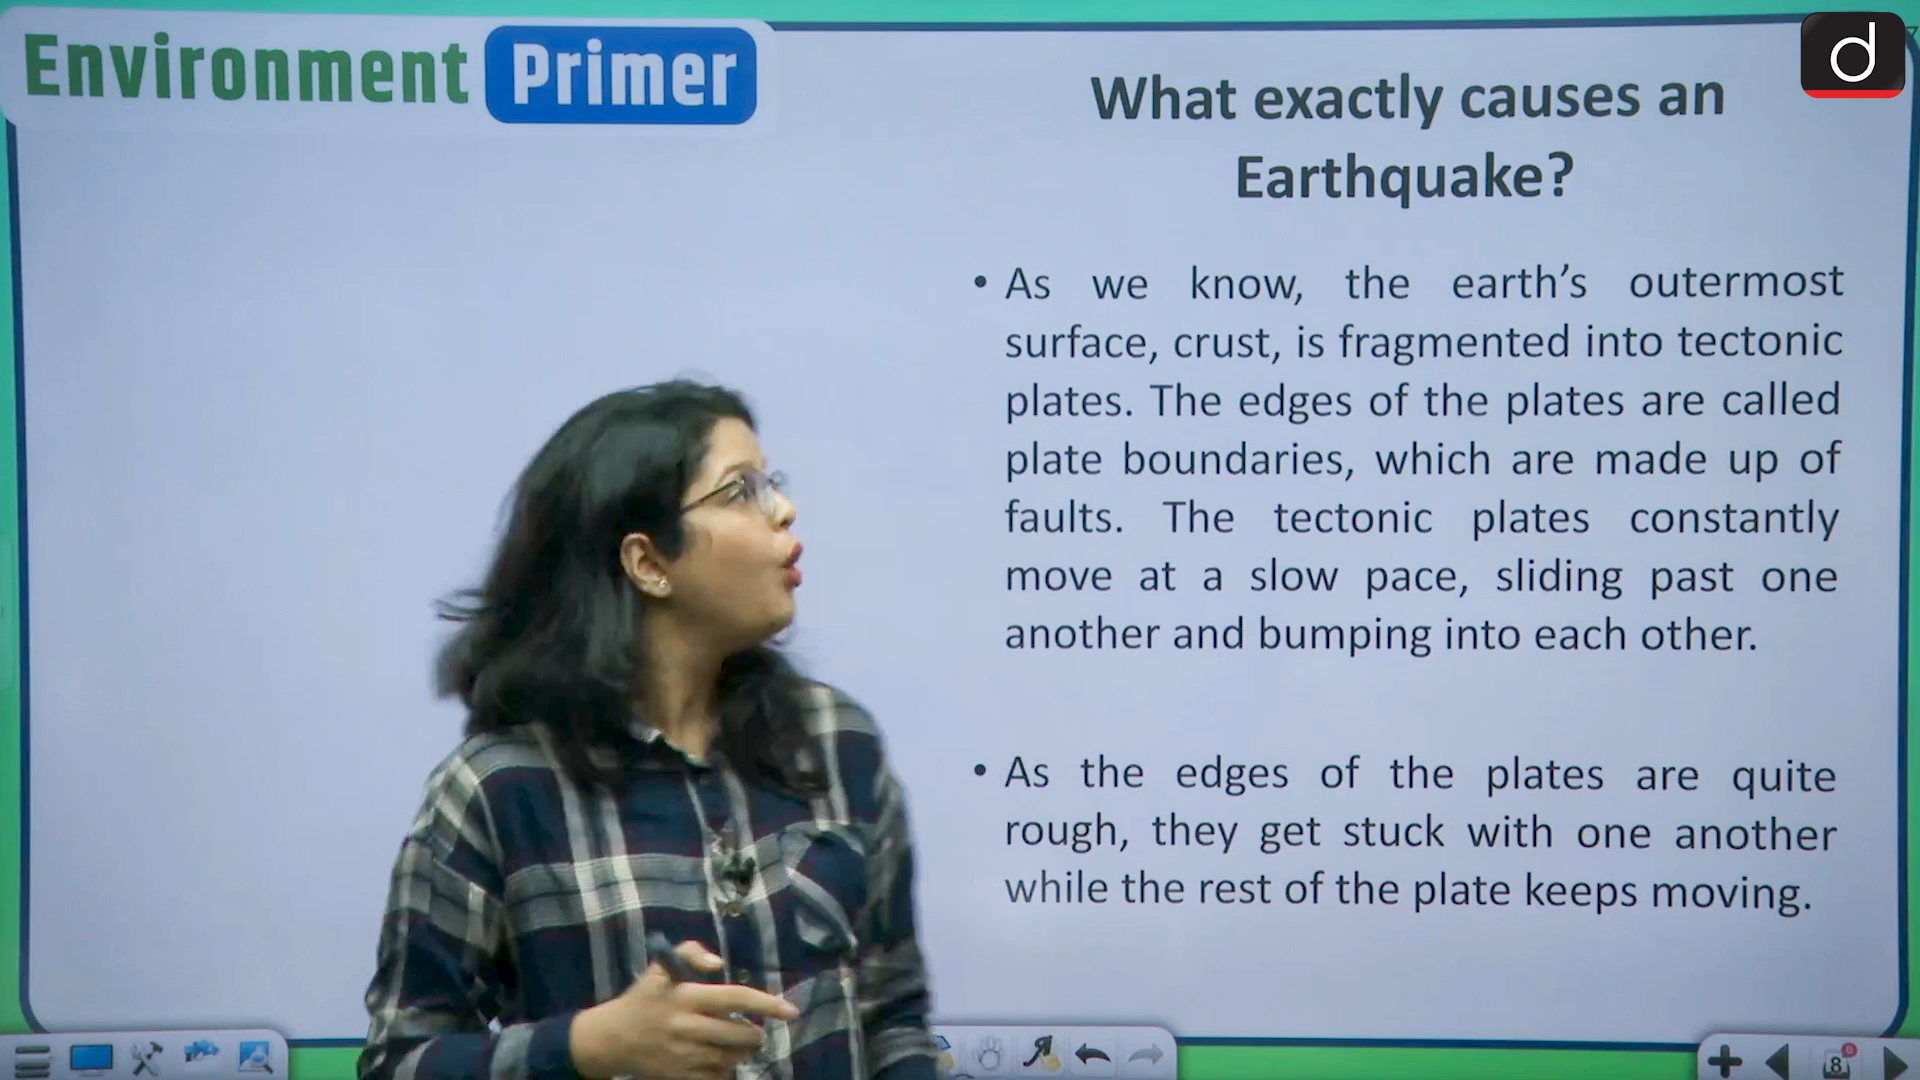 Environment Primer
d
What exactly causes an
Earthquake?
• As we know, the earth’s outermost
surface, crust, is fragmented into tectonic
plates. The edges of the plates are called
plate boundaries, which are made up of
faults. The tectonic plates constantly
move at a slow pace, sliding past one
another and bumping into each other.
• As the edges of the plates are quite
rough, they get stuck with one another
while the rest of the plate keeps moving.
8